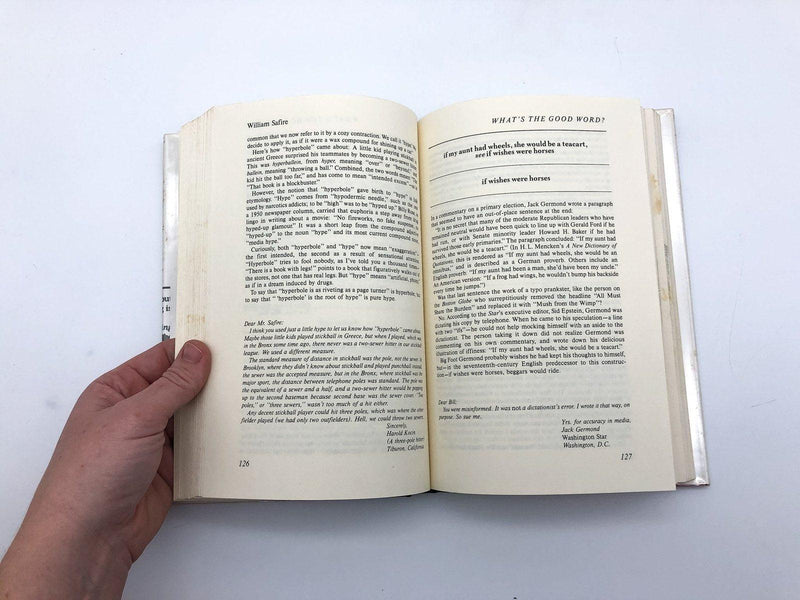 William Safire
common that we now refer to it by a cozy contraction. We call it "hype,"
decide to apply it, as if it were a wax compound for shining up a car.
Here's how "hyperbole" came about: A little kid playing stickball in
ancient Greece surprised his teammates by becoming a two-sewer
This was hyperballein, from hyper, meaning "over" or "beyond,"
ballein, meaning "throwing a ball." Combined, the two words meant "the
kid hit the ball too far," and has come to mean "intended excess"—
"That book is a blockbuster."
However, the notion that "hyperbole" gave birth to "hype" is
etymology. "Hype" comes from "hypodermic needle," such as the
used by narcotics addicts; to be "high" was to be "hyped up." Billy Rose, in
a 1950 newspaper column, carried that euphoria a step away from
lingo in writing about a movie: "No fireworks, no fake suspense, no
hyped-up glamour." It was a short leap from the compound adjective
"hyped-up" to the noun "hype" and its most current compound noun,
"media hype."
Curiously, both "hyperbole" and "hype" now mean "exaggeration,"
the first intended, the second as a result of sensational
"Hyperbole" tries to fool nobody, as I've told you a thousand
"There is a book with legs!" points to a book that figuratively walks out of
the stores, not one that has real legs. But "hype" means "artificial,"
as if in a dream induced by drugs.
To say that "hyperbole is as riveting as a page turner" is hyperbole, but
to say that " 'hyperbole' is the root of hype" is pure hype.
Dear Mr. Safire:
I think you used just a little hype to let us know how "hyperbole" came about.
Maybe those little kids played stickball in Greece, but when I played, which was
in the Bronx some time ago, there never was a two-sewer hitter in our
league. We used a different measure.
The standard measure of distance in stickball was the pole, not the sewer. In
Brooklyn, where they didn't know about stickball and played punchball instead,
the sewer was the accepted measure, but in the Bronx, where stickball was the
major sport, the distance between telephone poles was standard. The pole was
the equivalent of a sewer and a half, and a two-sewer hitter would be popping
up to the second baseman because second base was the sewer cover. "Two
poles," or "three sewers," wasn't too much of a hit either.
Any decent stickball player could hit three poles, which was where the other
fielder played (we had only two outfielders). Hell, we could throw two sewers.
Sincerely,
Harold Kocin
(A three-pole hitter)
Tiburon, California
126
WHAT'S THE GOOD WORD?
if my aunt had wheels, she would be a teacart,
see if wishes were horses
if wishes were horses
In a commentary on a primary election, Jack Germond wrote a paragraph
that seemed to have an out-of-place sentence at the end:
"It is no secret that many of the moderate Republican leaders who have
remained neutral would have been quick to line up with Gerald Ford if he
had run, or with Senate minority leader Howard H. Baker if he had
survived those early primaries." The paragraph concluded: "If my aunt had
wheels, she would be a teacart." (In H. L. Mencken's A New Dictionary of
Quotations, this is rendered as "If my aunt had wheels, she would be an
omnibus," and is described as a German proverb. Others include an
English proverb, "If my aunt had been a man, she'd have been my uncle."
An American version: "If a frog had wings, he wouldn't bump his backside
every time he jumps.")
Was that last sentence the work of a typo prankster, like the person on
the Boston Globe who surreptitiously removed the headline "All Must
Share the Burden" and replaced it with "Mush from the Wimp"?
No. According to the Star's executive editor, Sid Epstein, Germond was
dictating his copy by telephone. When he came to his speculation—a line
with two "ifs"—he could not help mocking himself with an aside to the
dictationist. The person taking it down did not realize Germond was
commenting on his own commentary, and wrote down his delicious
illustration of iffiness: "If my aunt had wheels, she would be a teacart."
Big Foot Germond probably wishes he had kept his thoughts to himself,
but—in the seventeenth-century English predecessor to this construc-
tion—if wishes were horses, beggars would ride.
Dear Bill:
You were misinformed. It was not a dictationist's error. I wrote it that way, on
purpose. So sue me.
Yrs. for accuracy in media,
Jack Germond
Washington Star
Washington, D.C.
127